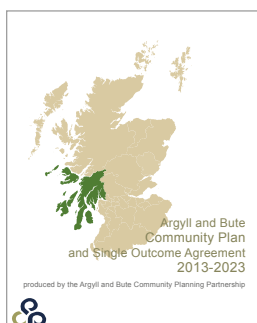 Argyll and Bute
Community Plan
and Single Outcome Agreement
2013-2023
produced by the Argyll and Bute Community Planning Partnership